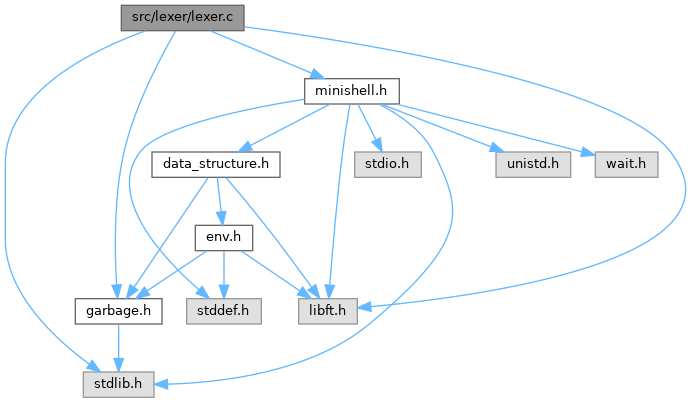 src/lexer/lexer.c
minishell.h
data_structure.h
stdio.h
unistd.h
wait.h
env.h
garbage.h
stddef.h
libft.h
stdlib.h